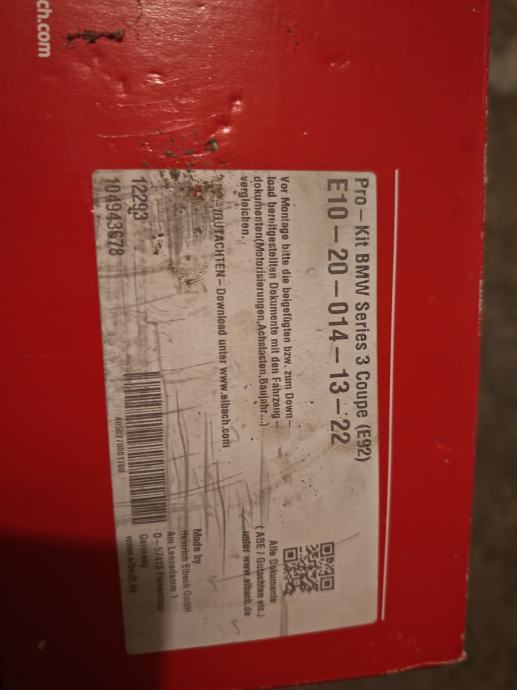 ch.com
Pro-Kit BMW Series 3 Coupe (E92)
E10-20-014-13-22
Vor Montage bitte die beigefügten bzw. zum Down-
load bereitgestellten Dokumente mit den Fahrzeug-
dokumenten(Motorisierungen,Achslasten,Baujahr...)
vergleichen.
/GUTACHTEN-Download unter www.eibach.com
12293
104943678
4050270001700
Alle Dokumente
(ABE / Gutachten etc.)
unter www.eibach.de
Made by
Heinrich Eibach GmbH
Am Lennedamm 1
D-57413 Finnentrop
Germany
www.eibach.de